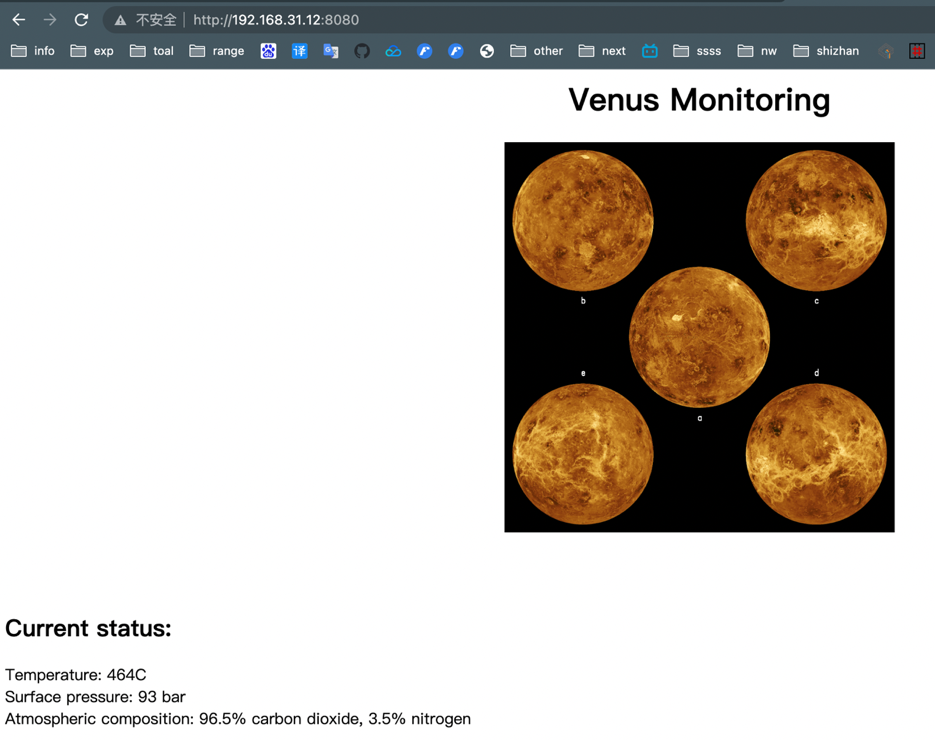 不安全 | http://192.168.31.12:8080
info exp toal range 译 other next ssss nw shizhan
Venus Monitoring
b c
e d
a
Current status:
Temperature: 464C
Surface pressure: 93 bar
Atmospheric composition: 96.5% carbon dioxide, 3.5% nitrogen